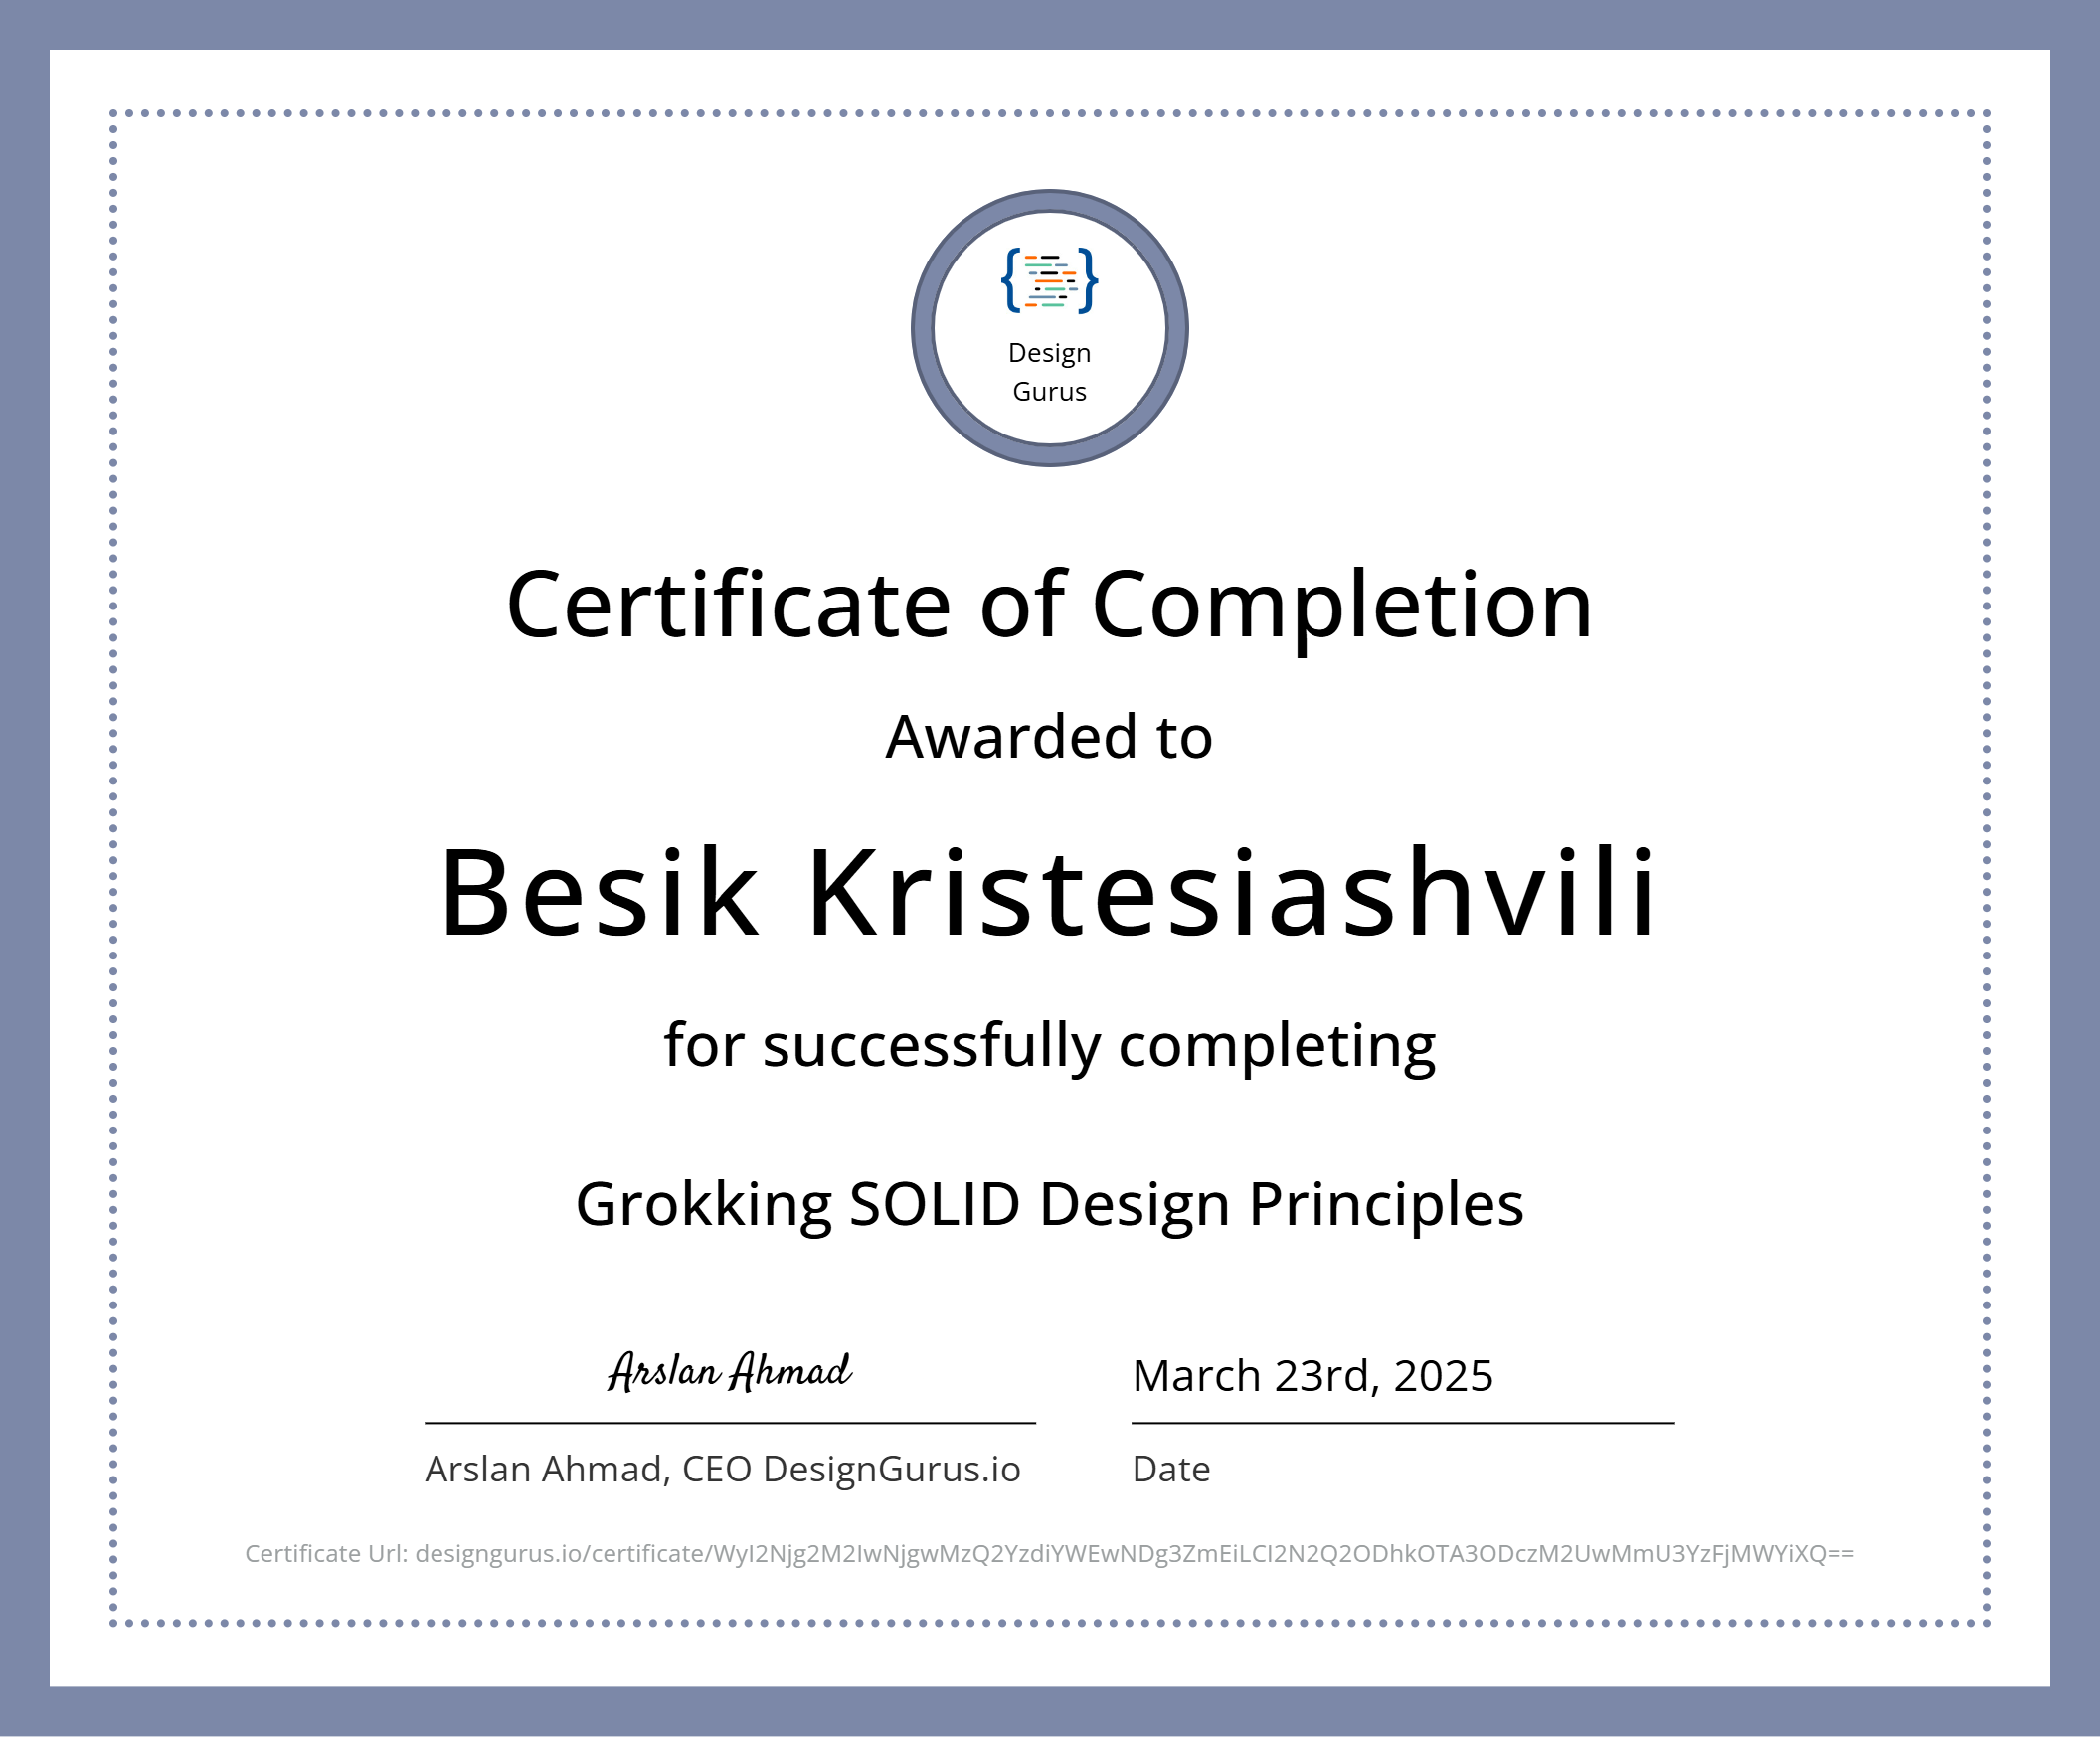 Design
Gurus
Certificate of Completion
Awarded to
Besik Kristesiashvili
for successfully completing
Grokking SOLID Design Principles
Arslan Ahmad
March 23rd, 2025
Arslan Ahmad, CEO DesignGurus.io
Date
Certificate Url: designgurus.io/certificate/WyI2Njg2M2IwNjgwMzQ2YzdiYWEwNDg3ZmEiLCI2N2Q2ODhkOTA3ODczM2UwMmU3YzFjMWYiXQ==